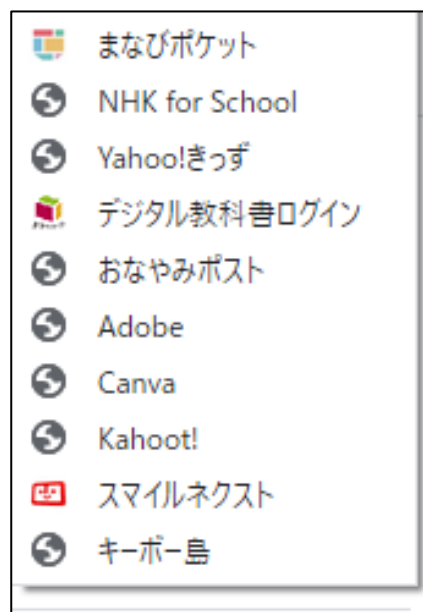 まなびポケット
NHK for School
Yahoo!きっず
デジタル教科書ログイン
おなやみポスト
Adobe
Canva
Kahoot!
スマイルネクスト
キーボー島